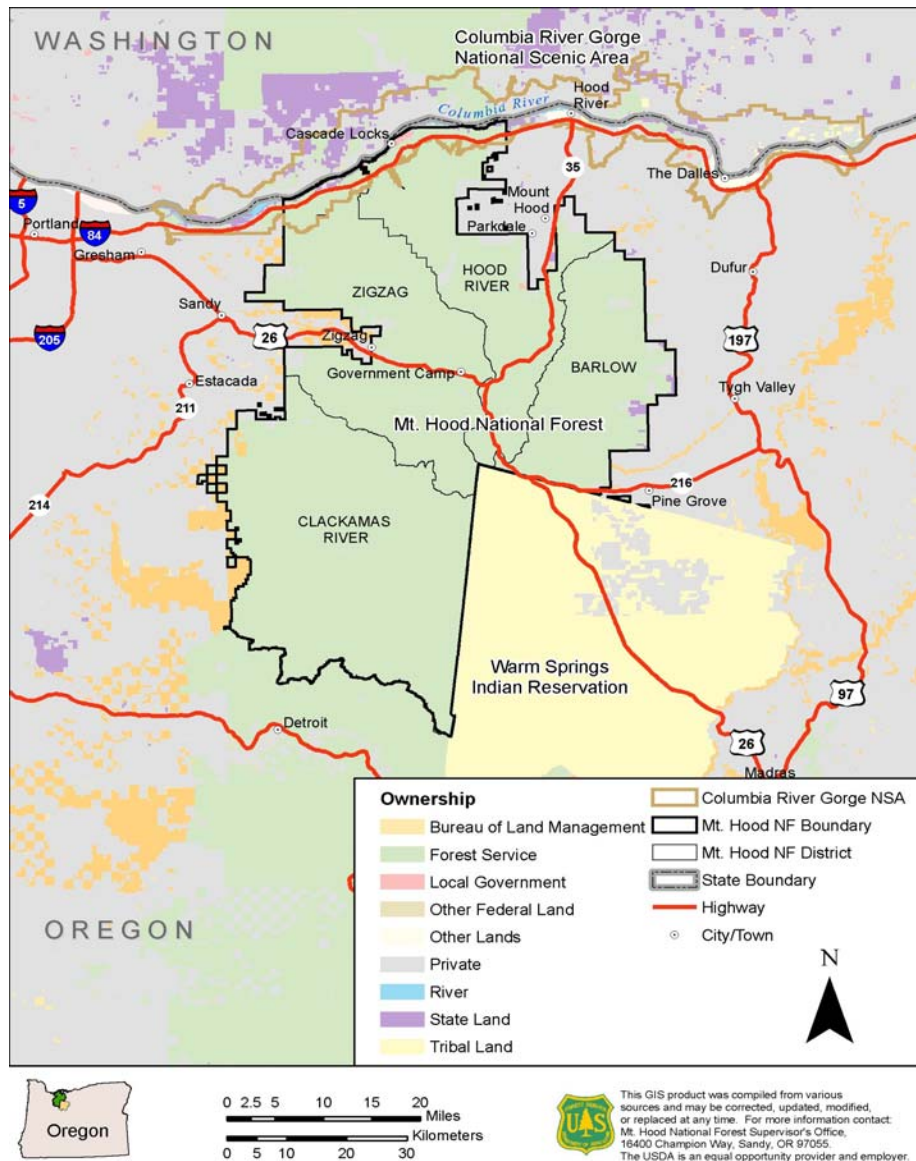 WASHINGTON
Columbia River Gorge
National Scenic Area
Columbia River
Hood
River
Cascade Locks
35
The Dalles
5
Portland
84
Gresham
Mount
Hood
Parkdale
HOOD
RIVER
ZIGZAG
Dufur
Sandy
26
Zigzag
205
197
Government Camp
BARLOW
Estacada
211
Tygh Valley
Mt. Hood National Forest
216
Pine Grove
214
CLACKAMAS
RIVER
Warm Springs
Indian Reservation
97
Detroit
26
Madras
OREGON
Ownership
Bureau of Land Management
Forest Service
Local Government
Other Federal Land
Other Lands
Private
River
State Land
Tribal Land
Columbia River Gorge NSA
Mt. Hood NF Boundary
Mt. Hood NF District
State Boundary
Highway
City/Town
N
Oregon
0 2.5 5 10 15 20
Miles
Kilometers
0 5 10 20 30
UAS
This GIS product was compiled from various
sources and may be corrected, updated, modified,
or replaced at any time. For more information contact:
Mt. Hood National Forest Supervisor's Office,
16400 Champion Way, Sandy, OR 97055.
The USDA is an equal opportunity provider and employer.